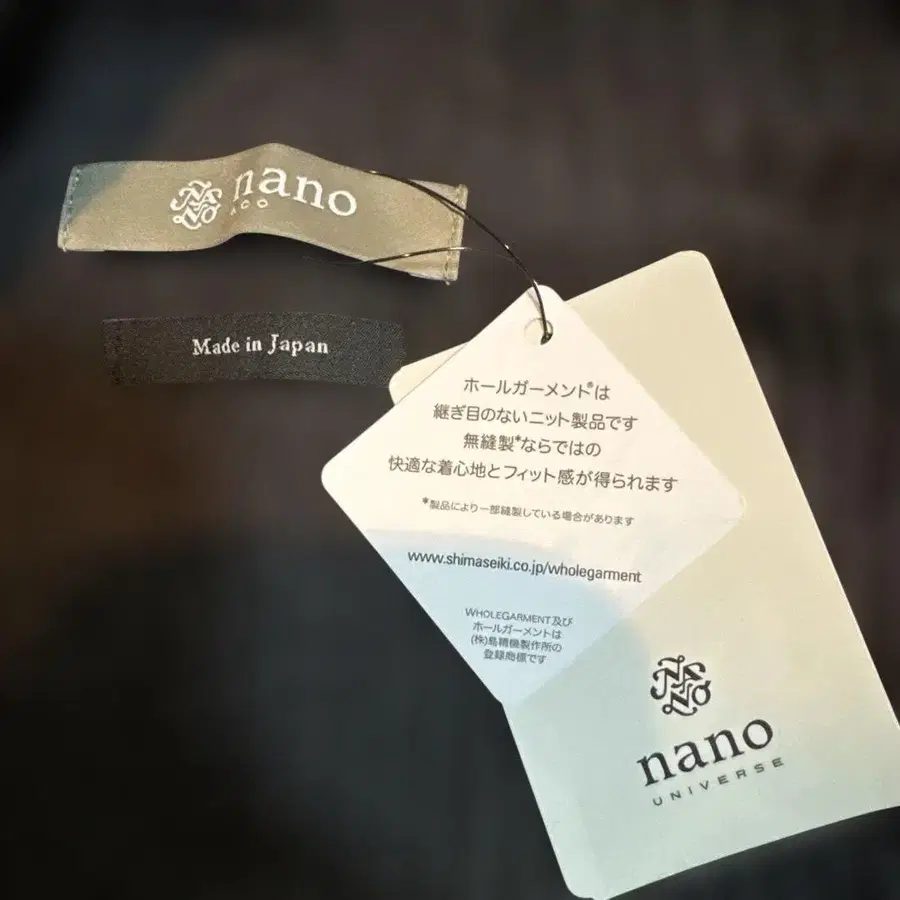 nano
Made in Japan
ホールガーメント®は
継ぎ目のないニット製品です
無縫製*ならではの
快適な着心地とフィット感が得られます
*製品により一部縫製している場合があります
www.shimaseiki.co.jp/wholegarment
WHOLEGARMENT及び
ホールガーメントは
(株)島精機製作所の
登録商標です
nano
UNIVERSE